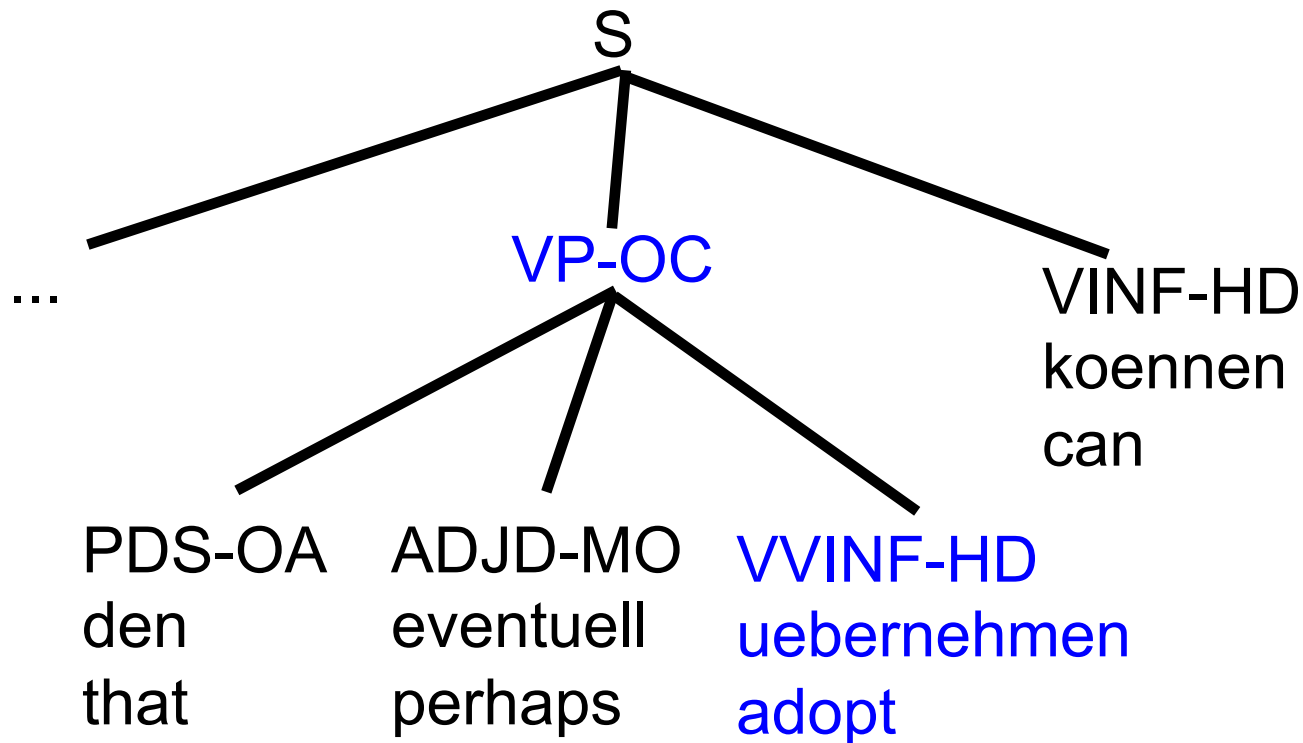 S
...
VP-OC
VINF-HD
koennen
can
PDS-OA
den
that
ADJD-MO
eventuell
perhaps
VVINF-HD
uebernehmen
adopt